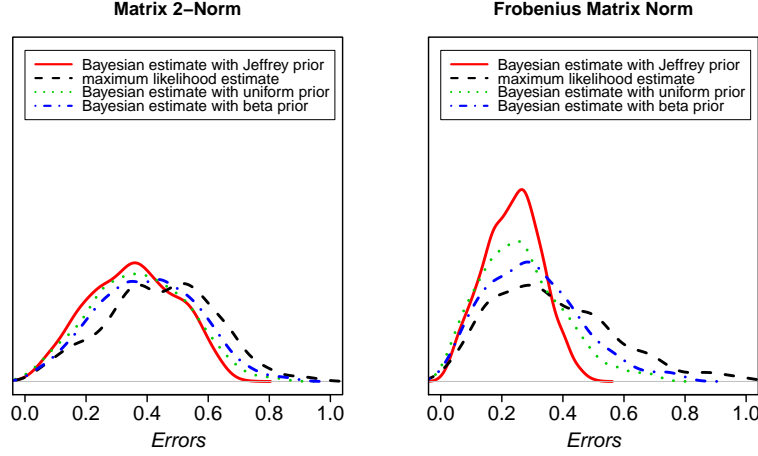 Matrix 2−Norm
Bayesian estimate with Jeffrey prior
maximum likelihood estimate
Bayesian estimate with uniform prior
Bayesian estimate with beta prior
0.0 0.2 0.4 0.6 0.8 1.0
Errors
Frobenius Matrix Norm
Bayesian estimate with Jeffrey prior
maximum likelihood estimate
Bayesian estimate with uniform prior
Bayesian estimate with beta prior
0.0 0.2 0.4 0.6 0.8 1.0
Errors